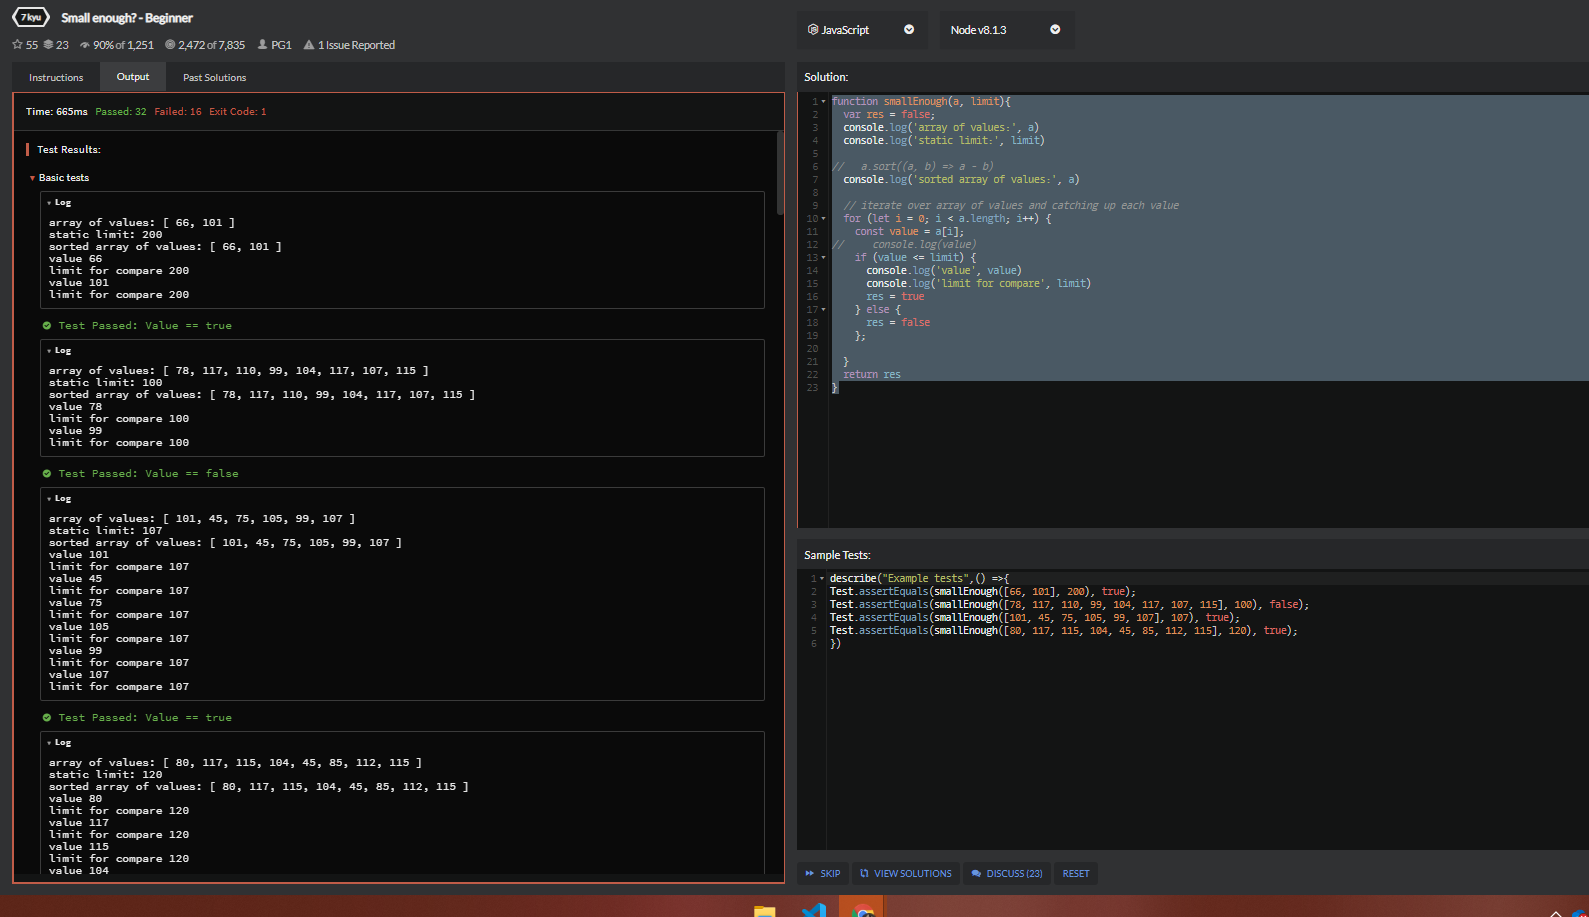 7 kyu Small enough? - Beginner
55 23 90% of 1,251 2,472 of 7,835 PG1 1 Issue Reported
Instructions Output Past Solutions
Time: 665ms Passed: 32 Failed: 16 Exit Code: 1
Test Results:
Basic tests
Log
array of values: [ 66, 101 ]
static limit: 200
sorted array of values: [ 66, 101 ]
value 66
limit for compare 200
value 101
limit for compare 200
Test Passed: Value == true
Log
array of values: [ 78, 117, 110, 99, 104, 117, 107, 115 ]
static limit: 100
sorted array of values: [ 78, 117, 110, 99, 104, 117, 107, 115 ]
value 78
limit for compare 100
value 99
limit for compare 100
Test Passed: Value == false
Log
array of values: [ 101, 45, 75, 105, 99, 107 ]
static limit: 107
sorted array of values: [ 101, 45, 75, 105, 99, 107 ]
value 101
limit for compare 107
value 45
limit for compare 107
value 75
limit for compare 107
value 105
limit for compare 107
value 99
limit for compare 107
value 107
limit for compare 107
Test Passed: Value == true
Log
array of values: [ 80, 117, 115, 104, 45, 85, 112, 115 ]
static limit: 120
sorted array of values: [ 80, 117, 115, 104, 45, 85, 112, 115 ]
value 80
limit for compare 120
value 117
limit for compare 120
value 115
limit for compare 120
value 104
JavaScript Node v8.1.3
Solution:
1 function smallEnough(a, limit){
2 var res = false;
3 console.log('array of values:', a)
4 console.log('static limit:', limit)
5
6 // a.sort((a, b) => a - b)
7 console.log('sorted array of values:', a)
8
9 // iterate over array of values and catching up each value
10 for (let i = 0; i < a.length; i++) {
11 const value = a[i];
12 // console.log(value)
13 if (value <= limit) {
14 console.log('value', value)
15 console.log('limit for compare', limit)
16 res = true
17 } else {
18 res = false
19 };
20
21 }
22 return res
23 }
Sample Tests:
1 describe("Example tests",() =>{
2 Test.assertEquals(smallEnough([66, 101], 200), true);
3 Test.assertEquals(smallEnough([78, 117, 110, 99, 104, 117, 107, 115], 100), false);
4 Test.assertEquals(smallEnough([101, 45, 75, 105, 99, 107], 107), true);
5 Test.assertEquals(smallEnough([80, 117, 115, 104, 45, 85, 112, 115], 120), true);
6 })
SKIP VIEW SOLUTIONS DISCUSS (23) RESET